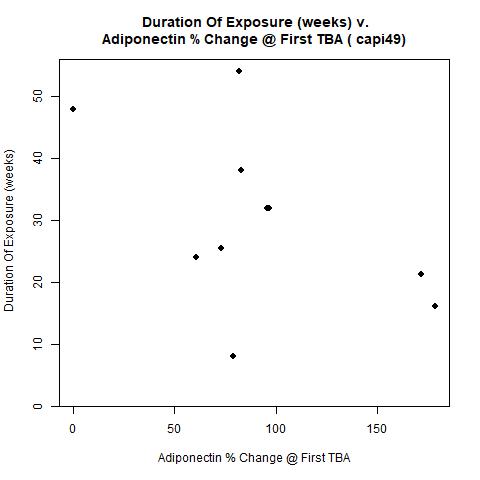 Duration Of Exposure (weeks) v.
Adiponectin % Change @ First TBA ( capi49)
Duration Of Exposure (weeks)
50
40
30
20
10
0
0 50 100 150
Adiponectin % Change @ First TBA